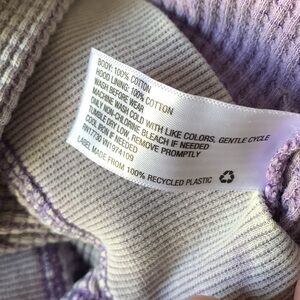 BODY: 100% COTTON
HOOD LINING: 100% COTTON
WASH BEFORE WEAR
MACHINE WASH COLD WITH LIKE COLORS, GENTLE CYCLE
ONLY NON-CHLORINE BLEACH IF NEEDED
TUMBLE DRY LOW, REMOVE PROMPTLY
COOL IRON IF NEEDED
RN17730 VN1974109
LABEL MADE FROM 100% RECYCLED PLASTIC